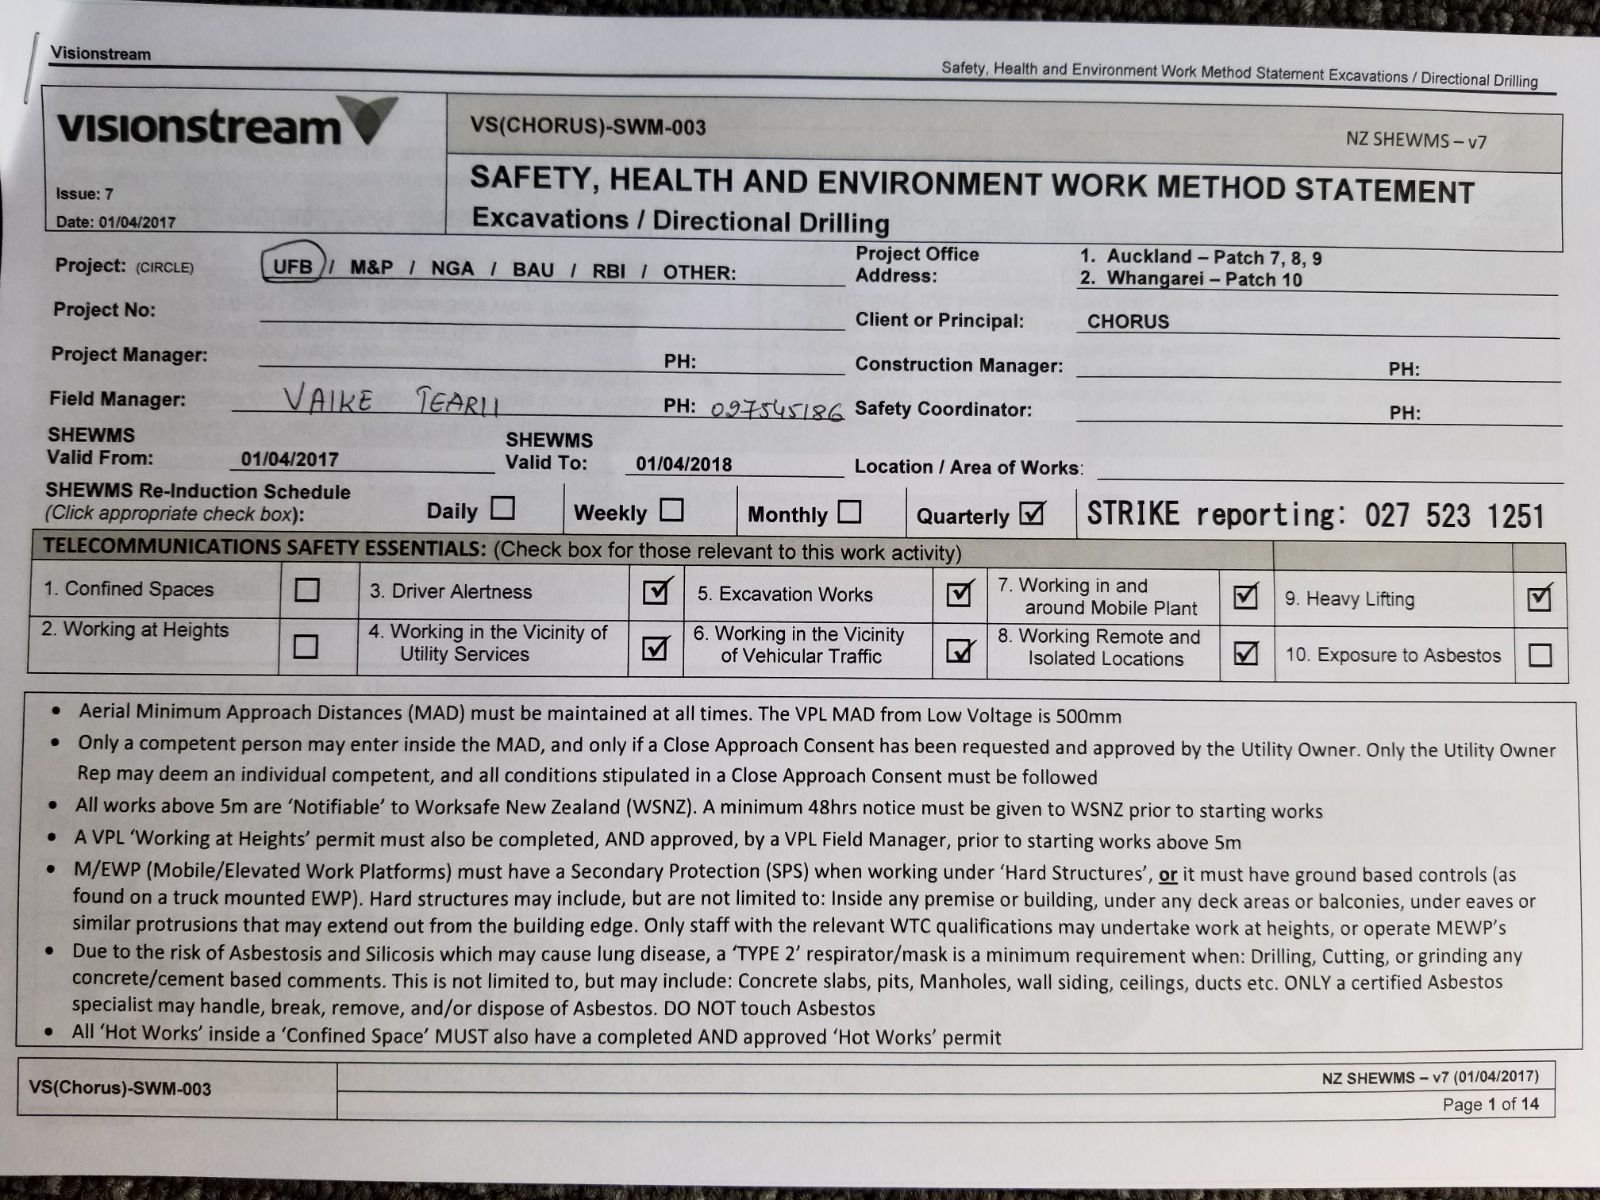 Visionstream
Safety, Health and Environment Work Method Statement Excavations / Directional Drilling
visionstream
VS(CHORUS)-SWM-003
NZ SHEWMS – v7
Issue: 7
Date: 01/04/2017
SAFETY, HEALTH AND ENVIRONMENT WORK METHOD STATEMENT
Excavations / Directional Drilling
Project: (CIRCLE) UFB / M&P / NGA / BAU / RBI / OTHER:
Project Office Address:
1. Auckland – Patch 7, 8, 9
2. Whangarei – Patch 10
Project No:
Client or Principal: CHORUS
Project Manager: PH:
Construction Manager: PH:
Field Manager: VAIKE TEARII PH: 097545186
Safety Coordinator: PH:
SHEWMS Valid From: 01/04/2017
SHEWMS Valid To: 01/04/2018
Location / Area of Works:
SHEWMS Re-Induction Schedule
(Click appropriate check box):
Daily ☐ Weekly ☐ Monthly ☐ Quarterly ☑
STRIKE reporting: 027 523 1251
TELECOMMUNICATIONS SAFETY ESSENTIALS: (Check box for those relevant to this work activity)
1. Confined Spaces ☐
3. Driver Alertness ☑
5. Excavation Works ☑
7. Working in and around Mobile Plant ☑
9. Heavy Lifting ☑
2. Working at Heights ☐
4. Working in the Vicinity of Utility Services ☑
6. Working in the Vicinity of Vehicular Traffic ☑
8. Working Remote and Isolated Locations ☑
10. Exposure to Asbestos ☐
• Aerial Minimum Approach Distances (MAD) must be maintained at all times. The VPL MAD from Low Voltage is 500mm
• Only a competent person may enter inside the MAD, and only if a Close Approach Consent has been requested and approved by the Utility Owner. Only the Utility Owner
Rep may deem an individual competent, and all conditions stipulated in a Close Approach Consent must be followed
• All works above 5m are ‘Notifiable’ to Worksafe New Zealand (WSNZ). A minimum 48hrs notice must be given to WSNZ prior to starting works
• A VPL ‘Working at Heights’ permit must also be completed, AND approved, by a VPL Field Manager, prior to starting works above 5m
• M/EWP (Mobile/Elevated Work Platforms) must have a Secondary Protection (SPS) when working under ‘Hard Structures’, or it must have ground based controls (as
found on a truck mounted EWP). Hard structures may include, but are not limited to: Inside any premise or building, under any deck areas or balconies, under eaves or
similar protrusions that may extend out from the building edge. Only staff with the relevant WTC qualifications may undertake work at heights, or operate MEWP’s
• Due to the risk of Asbestosis and Silicosis which may cause lung disease, a ‘TYPE 2’ respirator/mask is a minimum requirement when: Drilling, Cutting, or grinding any
concrete/cement based comments. This is not limited to, but may include: Concrete slabs, pits, Manholes, wall siding, ceilings, ducts etc. ONLY a certified Asbestos
specialist may handle, break, remove, and/or dispose of Asbestos. DO NOT touch Asbestos
• All ‘Hot Works’ inside a ‘Confined Space’ MUST also have a completed AND approved ‘Hot Works’ permit
VS(Chorus)-SWM-003
NZ SHEWMS – v7 (01/04/2017)
Page 1 of 14